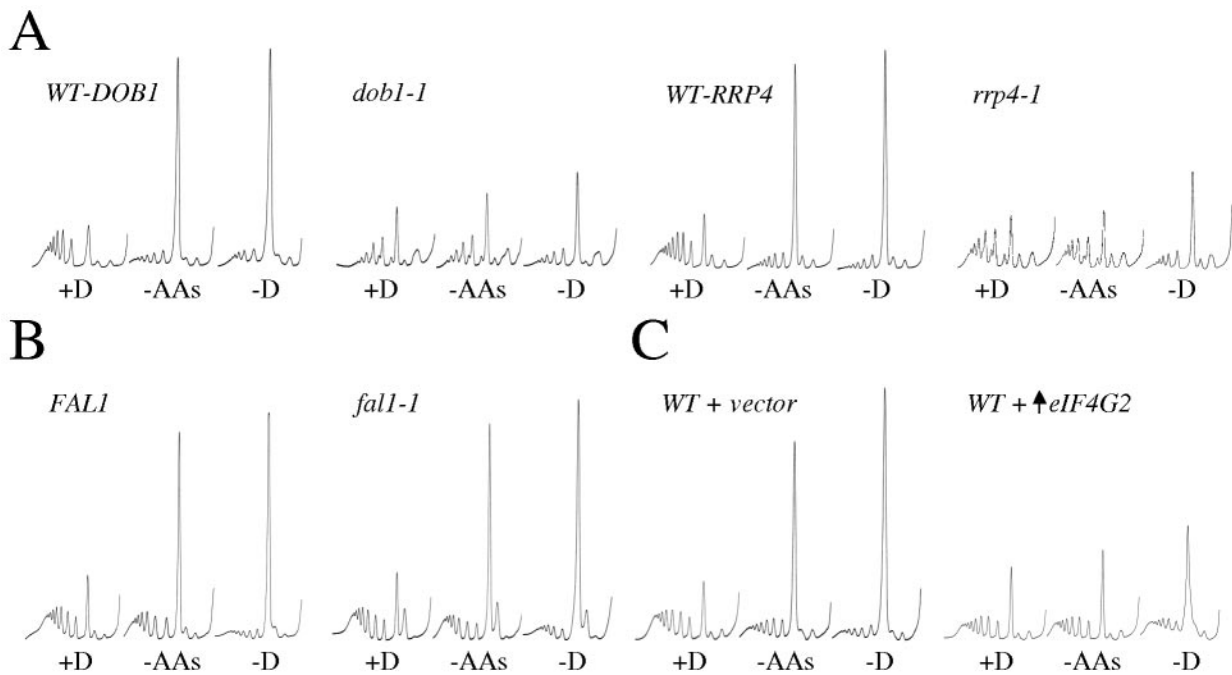 A
WT-DOB1 dob1-1 WT-RRP4 rrp4-1
+D -AAs -D +D -AAs -D +D -AAs -D +D -AAs -D
B C
FAL1 fal1-1 WT + vector WT + ↑eIF4G2
+D -AAs -D +D -AAs -D +D -AAs -D +D -AAs -D